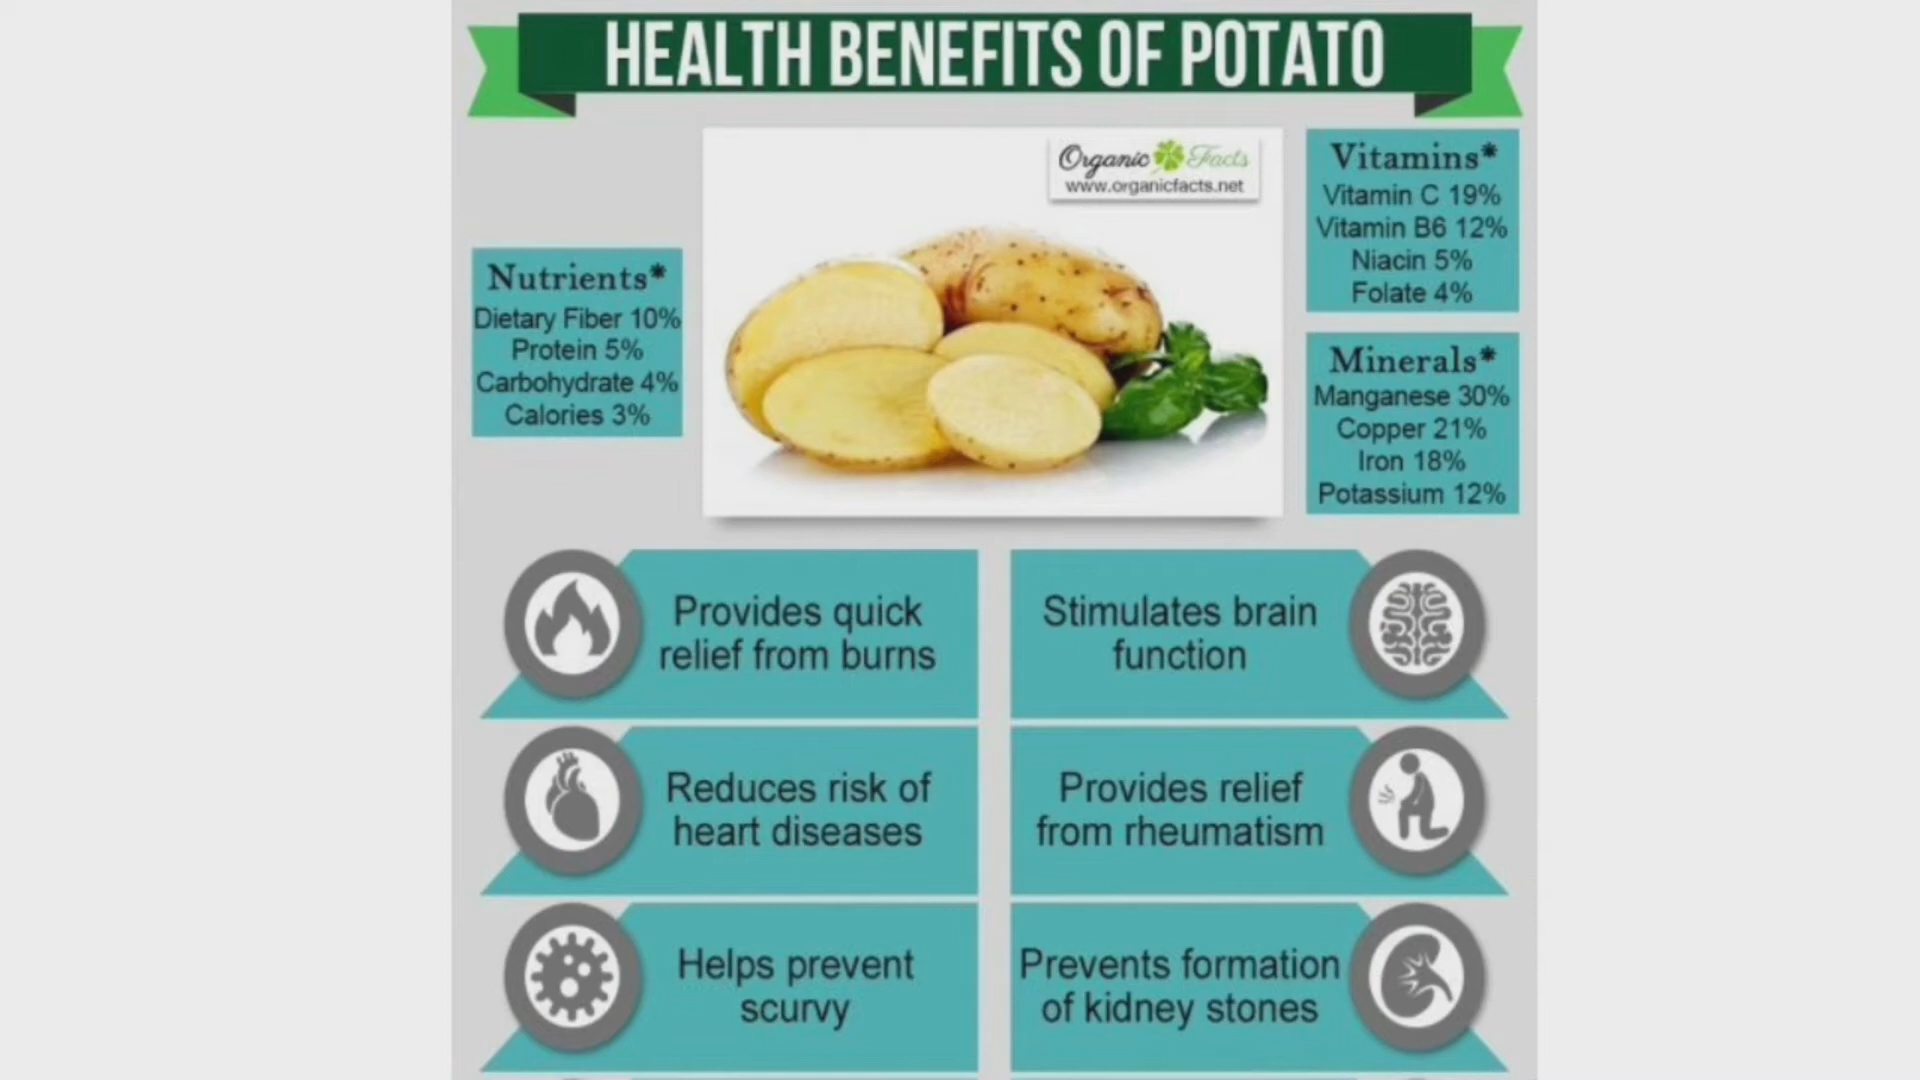 HEALTH BENEFITS OF POTATO
Organic Facts
www.organicfacts.net
Nutrients*
Dietary Fiber 10%
Protein 5%
Carbohydrate 4%
Calories 3%
Vitamins*
Vitamin C 19%
Vitamin B6 12%
Niacin 5%
Folate 4%
Minerals*
Manganese 30%
Copper 21%
Iron 18%
Potassium 12%
Provides quick
relief from burns
Stimulates brain
function
Reduces risk of
heart diseases
Provides relief
from rheumatism
Helps prevent
scurvy
Prevents formation
of kidney stones